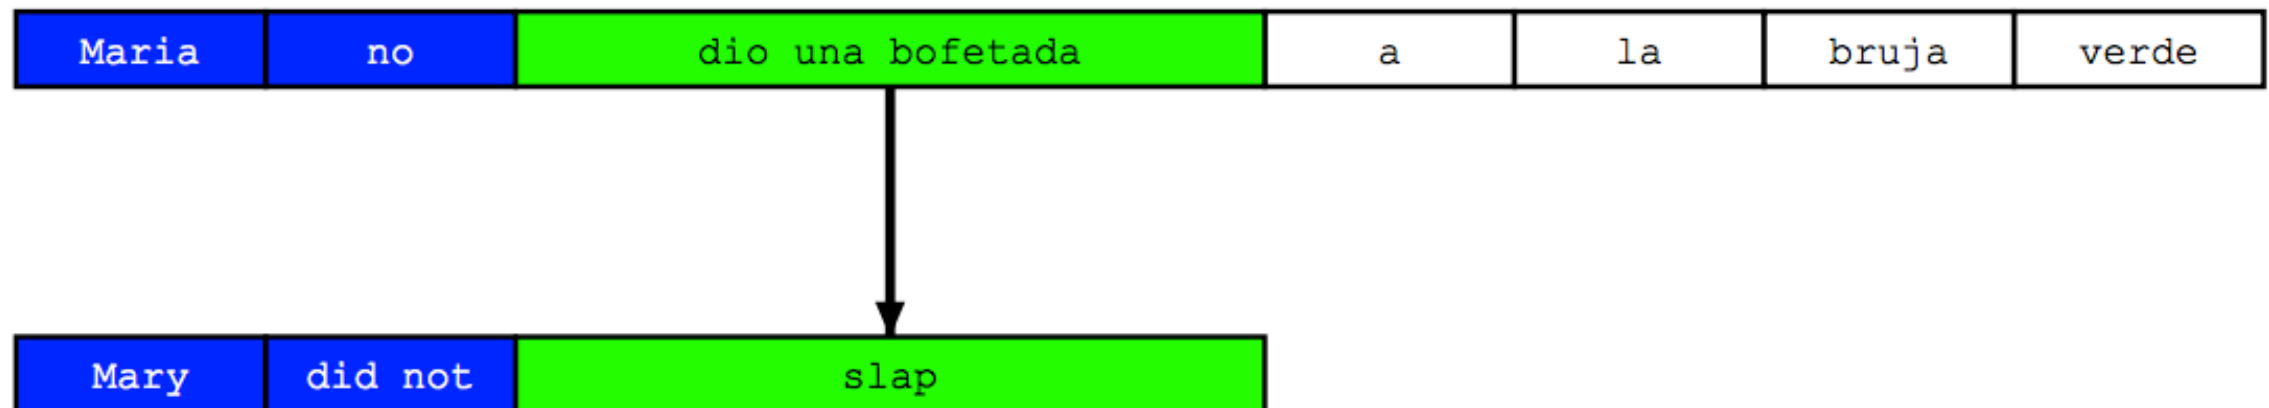 Maria no dio una bofetada a la bruja verde
Mary did not slap